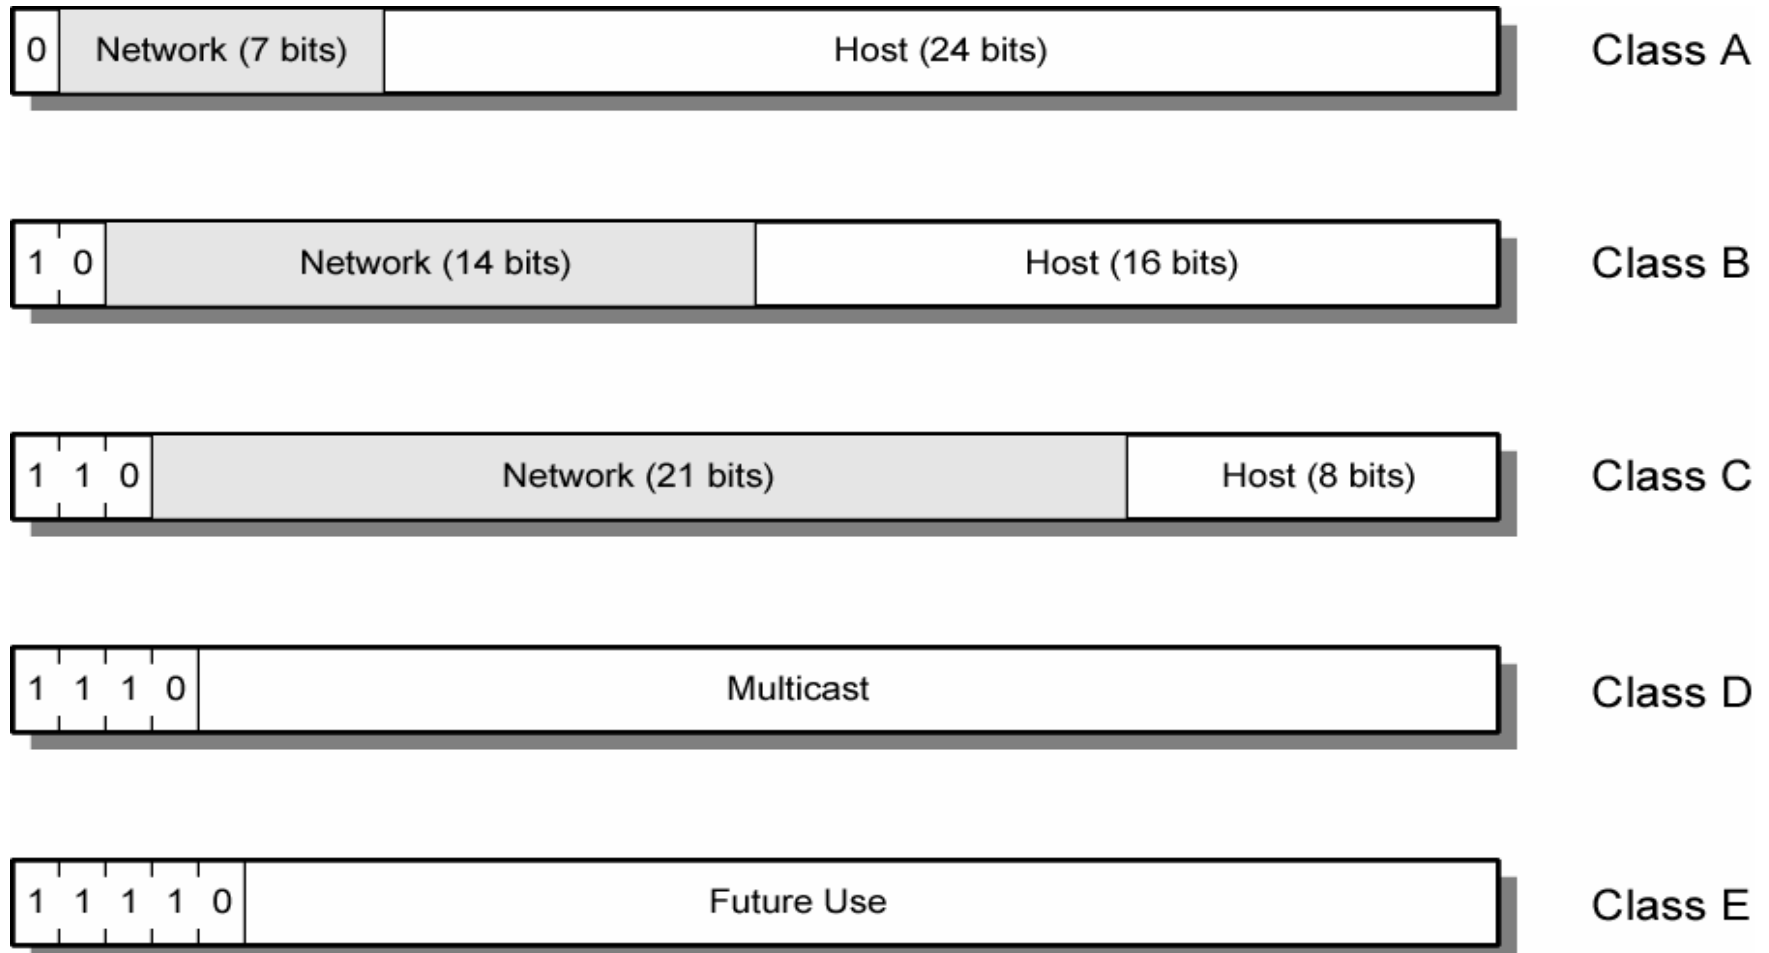 0 Network (7 bits) Host (24 bits) Class A
1 0 Network (14 bits) Host (16 bits) Class B
1 1 0 Network (21 bits) Host (8 bits) Class C
1 1 1 0 Multicast Class D
1 1 1 1 0 Future Use Class E